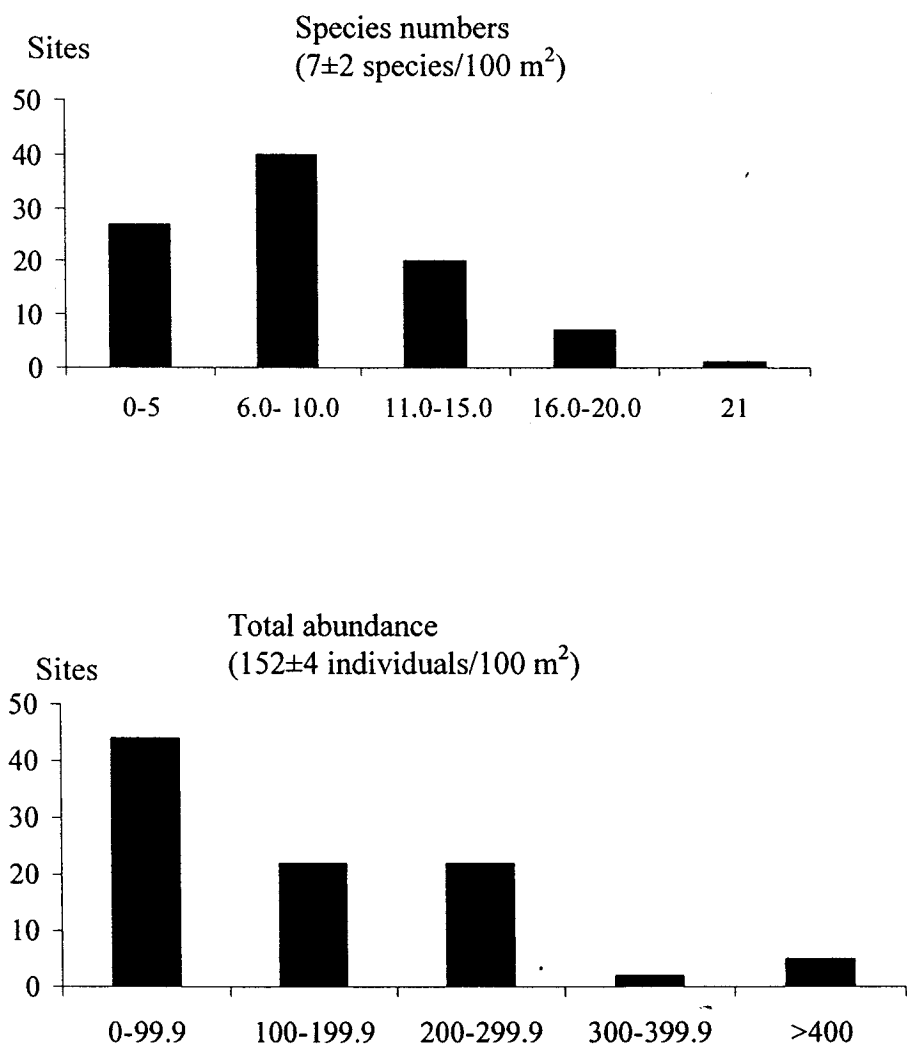 Species numbers
(7±2 species/100 m²)
Sites
50
40
30
20
10
0
0-5 6.0- 10.0 11.0-15.0 16.0-20.0 21
Total abundance
(152±4 individuals/100 m²)
Sites
50
40
30
20
10
0
0-99.9 100-199.9 200-299.9 300-399.9 >400